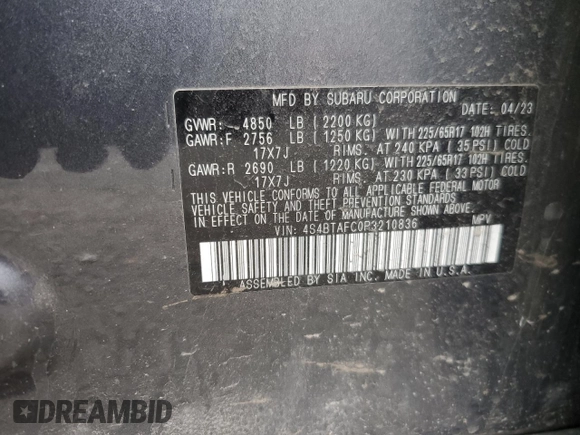 MFD BY SUBARU CORPORATION
DATE: 04/23
GVWR: 4850 LB ( 2200 KG)
GAWR:F 2756 LB ( 1250 KG) WITH 225/65R17 102H TIRES.
17X7J RIMS. AT 240 KPA ( 35 PSI) COLD
GAWR:R 2690 LB ( 1220 KG) WITH 225/65R17 102H TIRES.
17X7J RIMS. AT 230 KPA ( 33 PSI) COLD
THIS VEHICLE CONFORMS TO ALL APPLICABLE FEDERAL MOTOR
VEHICLE SAFETY AND THEFT PREVENTION STANDARDS
IN EFFECT ON THE DATE OF MANUFACTURE SHOWN ABOVE.
VIN: 4S4BTAFC0P3210836 MPV
ASSEMBLED BY SIA INC. MADE IN U.S.A.
DREAMBID